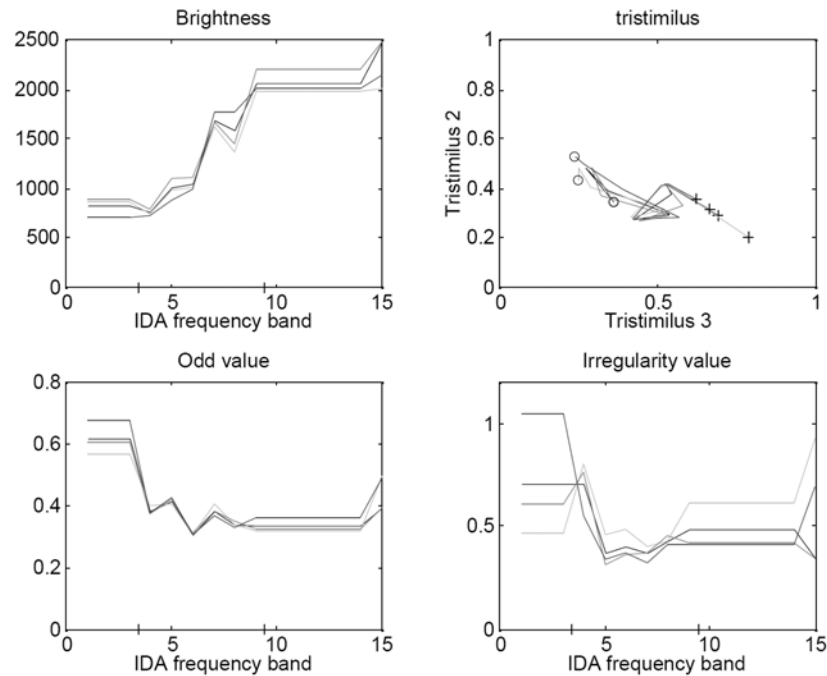 Brightness
2500
2000
1500
1000
500
0
0 5 10 15
IDA frequency band
tristimilus
1
0.8
0.6
0.4
0.2
0
0 0.5 1
Tristimilus 2
Tristimilus 3
Odd value
0.8
0.6
0.4
0.2
0
0 5 10 15
IDA frequency band
Irregularity value
1
0.5
0
0 5 10 15
IDA frequency band